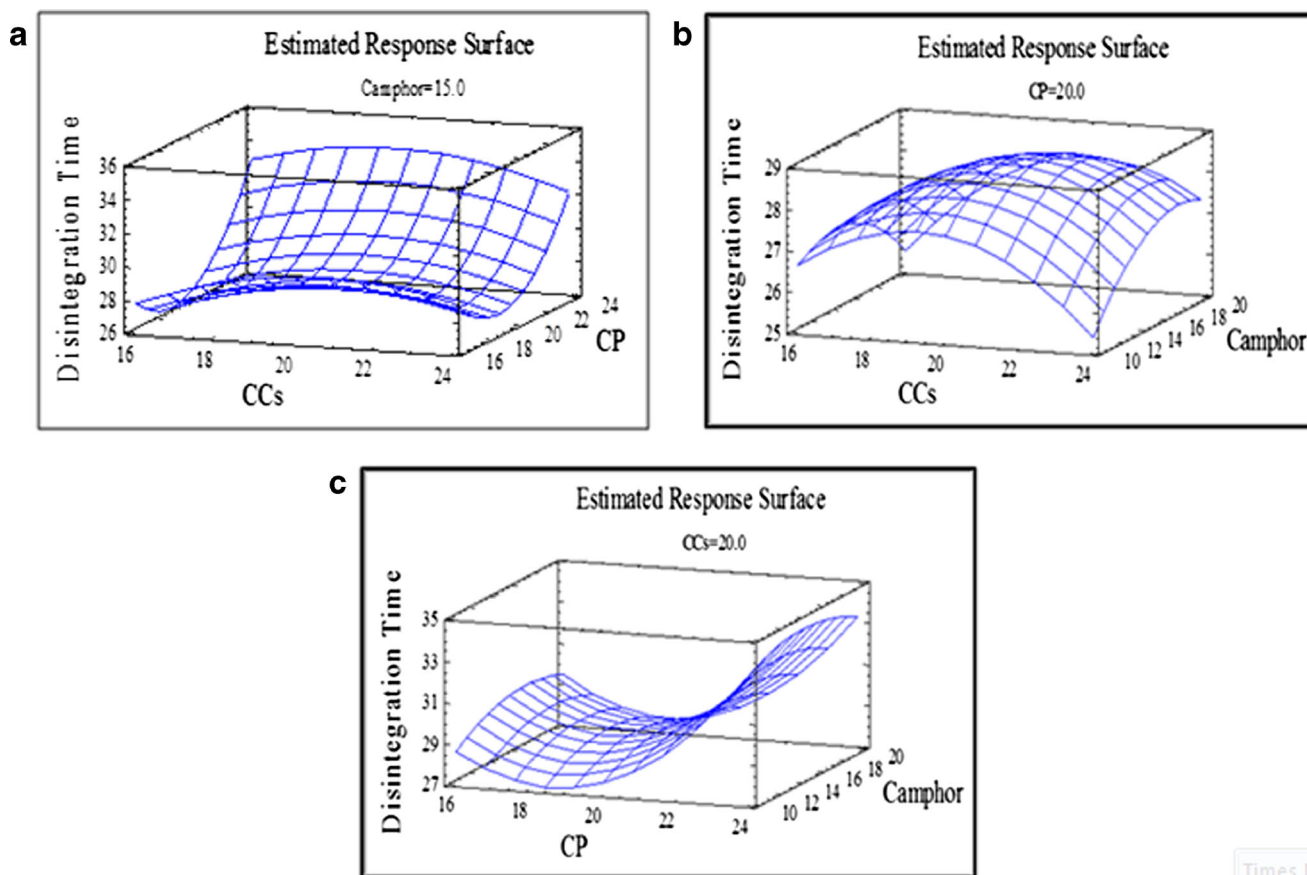 a
Estimated Response Surface
Camphor=15.0
Disintegration Time
36
34
32
30
28
26
16 18 20 22 24
CCs
16 18 20 22 24
CP
b
Estimated Response Surface
CP=20.0
Disintegration Time
29
28
27
26
25
16 18 20 22 24
CCs
10 12 14 16 18 20
Camphor
c
Estimated Response Surface
CCs=20.0
Disintegration Time
35
33
31
29
27
16 18 20 22 24
CP
10 12 14 16 18 20
Camphor
Times